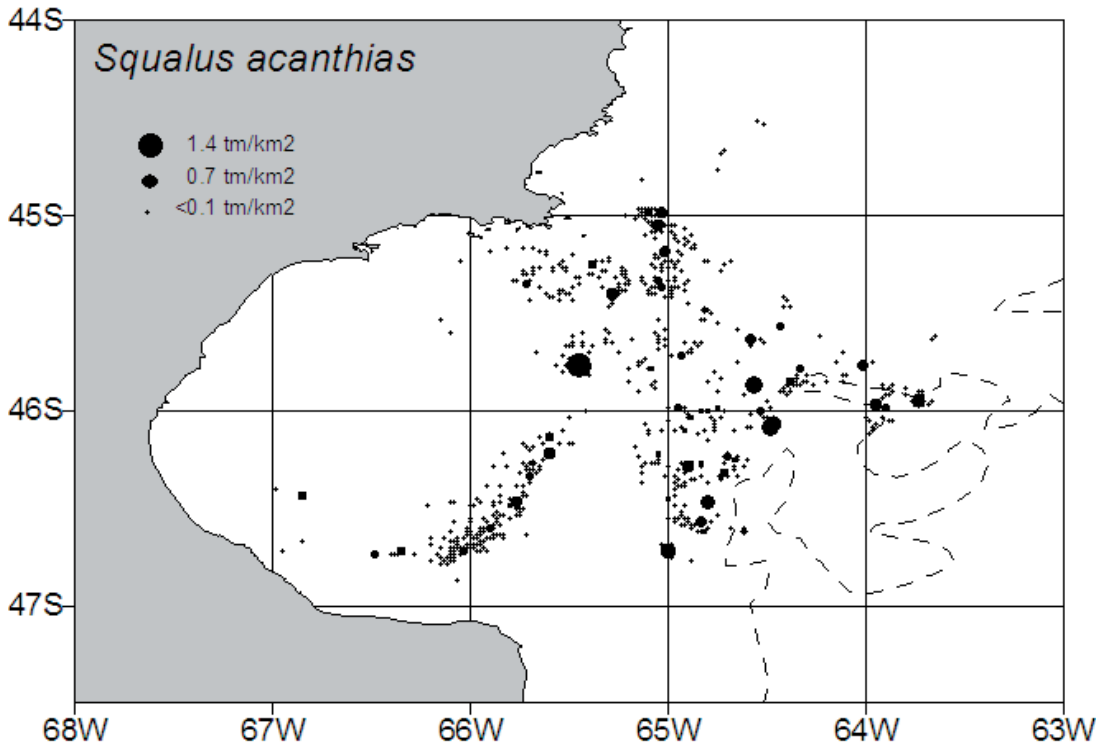 44S
Squalus acanthias
1.4 tm/km2
0.7 tm/km2
<0.1 tm/km2
45S
46S
47S
68W 67W 66W 65W 64W 63W